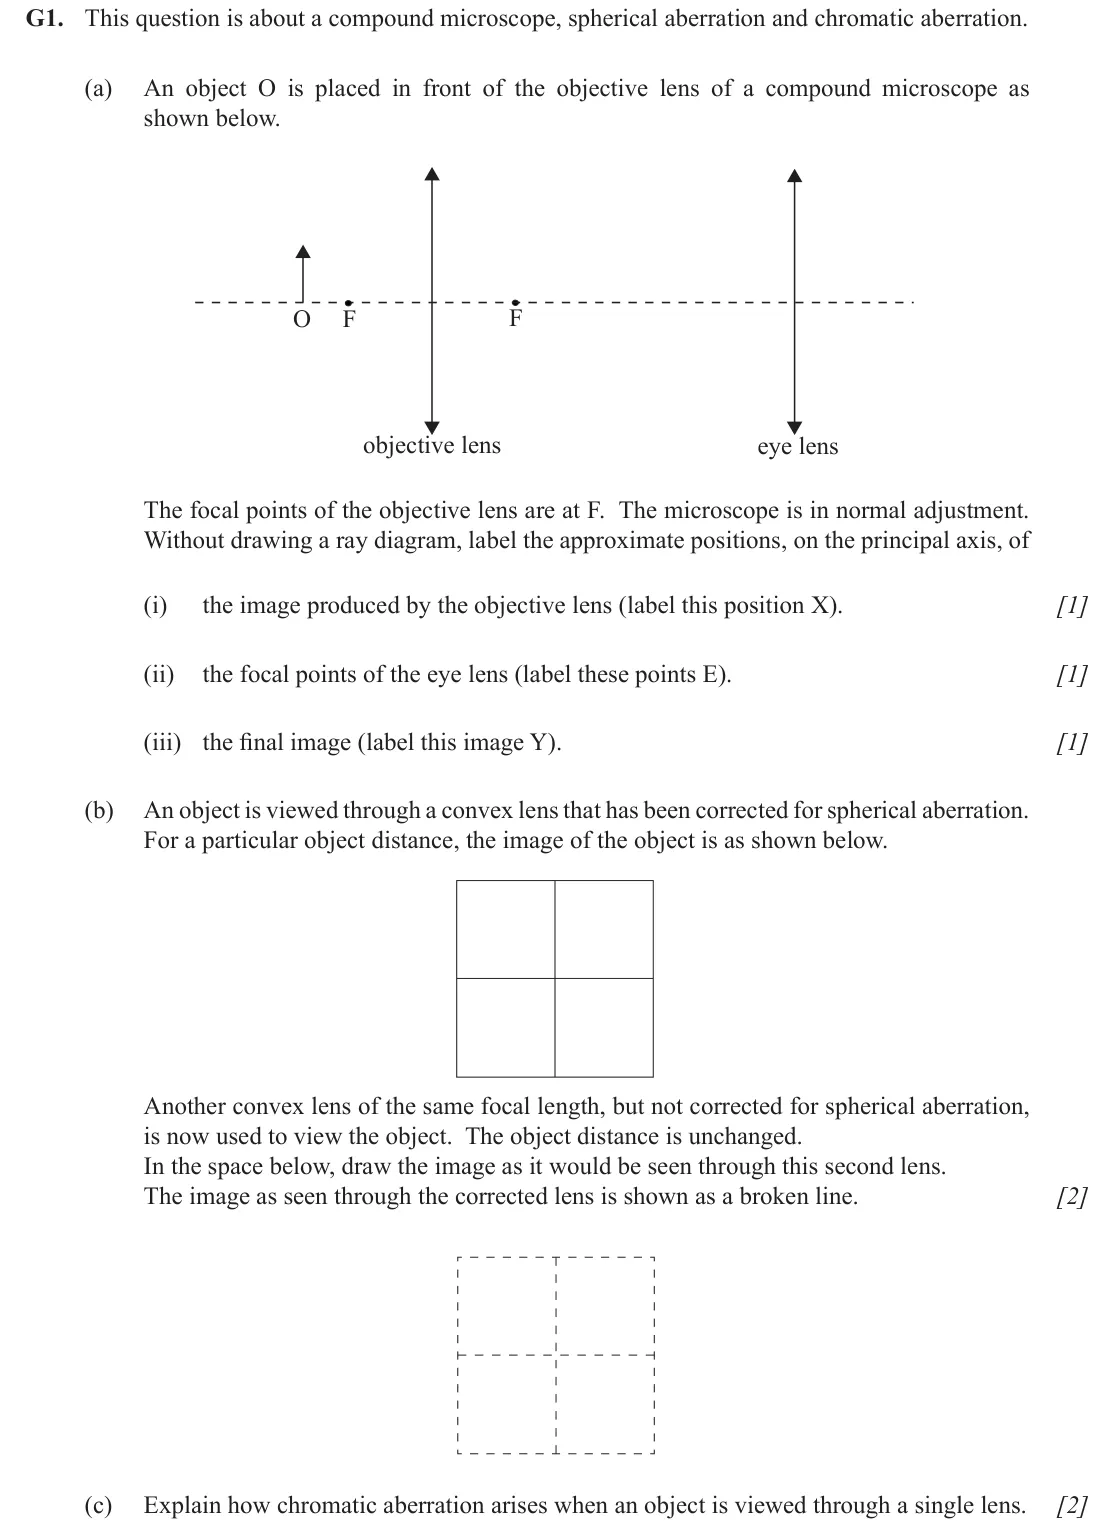 G1. This question is about a compound microscope, spherical aberration and chromatic aberration.
(a) An object O is placed in front of the objective lens of a compound microscope as
shown below.
O F F
objective lens eye lens
The focal points of the objective lens are at F. The microscope is in normal adjustment.
Without drawing a ray diagram, label the approximate positions, on the principal axis, of
(i) the image produced by the objective lens (label this position X). [1]
(ii) the focal points of the eye lens (label these points E). [1]
(iii) the final image (label this image Y). [1]
(b) An object is viewed through a convex lens that has been corrected for spherical aberration.
For a particular object distance, the image of the object is as shown below.
Another convex lens of the same focal length, but not corrected for spherical aberration,
is now used to view the object. The object distance is unchanged.
In the space below, draw the image as it would be seen through this second lens.
The image as seen through the corrected lens is shown as a broken line. [2]
(c) Explain how chromatic aberration arises when an object is viewed through a single lens. [2]